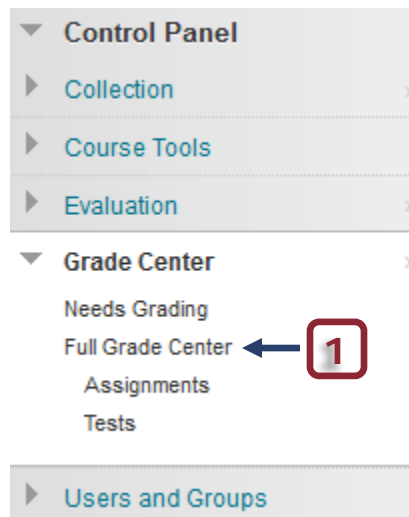 Control Panel
Collection
Course Tools
Evaluation
Grade Center
Needs Grading
Full Grade Center 1
Assignments
Tests
Users and Groups